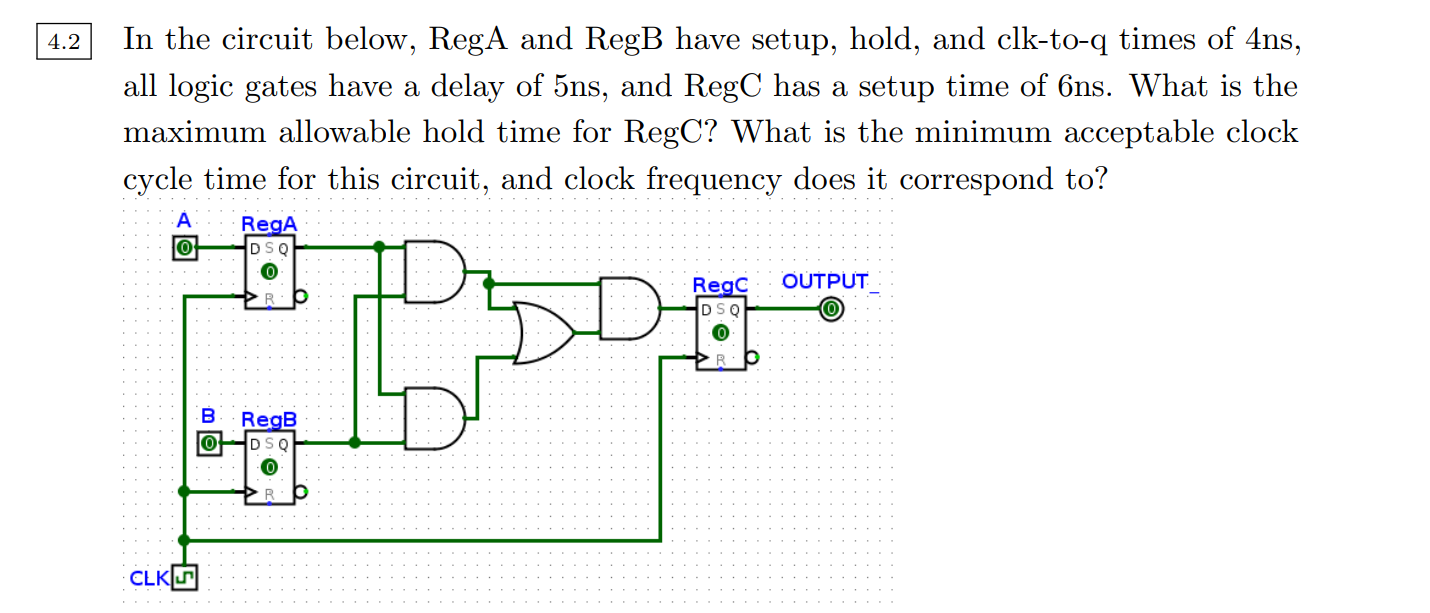 4.2 In the circuit below, RegA and RegB have setup, hold, and clk-to-q times of 4ns,
all logic gates have a delay of 5ns, and RegC has a setup time of 6ns. What is the
maximum allowable hold time for RegC? What is the minimum acceptable clock
cycle time for this circuit, and clock frequency does it correspond to?
A RegA
0 D S Q
0
R
RegC OUTPUT_
D S Q 0
0
R
B RegB
0 D S Q
0
R
CLK